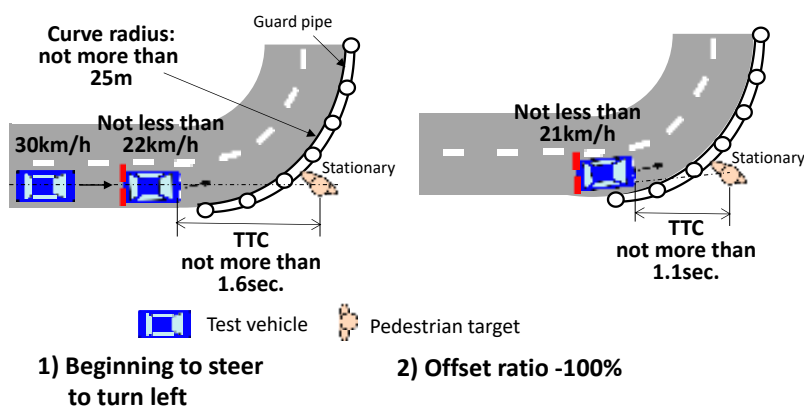 Guard pipe
Curve radius:
not more than
25m
Not less than
22km/h
30km/h
Stationary
TTC
not more than
1.6sec.
Not less than
21km/h
Stationary
TTC
not more than
1.1sec.
Test vehicle
Pedestrian target
1) Beginning to steer
to turn left
2) Offset ratio -100%